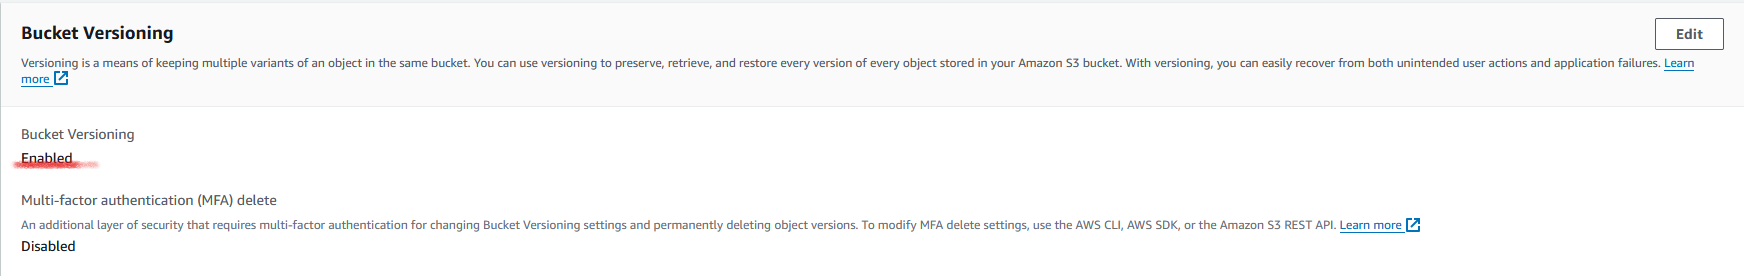 Bucket Versioning
Edit
Versioning is a means of keeping multiple variants of an object in the same bucket. You can use versioning to preserve, retrieve, and restore every version of every object stored in your Amazon S3 bucket. With versioning, you can easily recover from both unintended user actions and application failures. Learn
more
Bucket Versioning
Enabled
Multi-factor authentication (MFA) delete
An additional layer of security that requires multi-factor authentication for changing Bucket Versioning settings and permanently deleting object versions. To modify MFA delete settings, use the AWS CLI, AWS SDK, or the Amazon S3 REST API. Learn more
Disabled